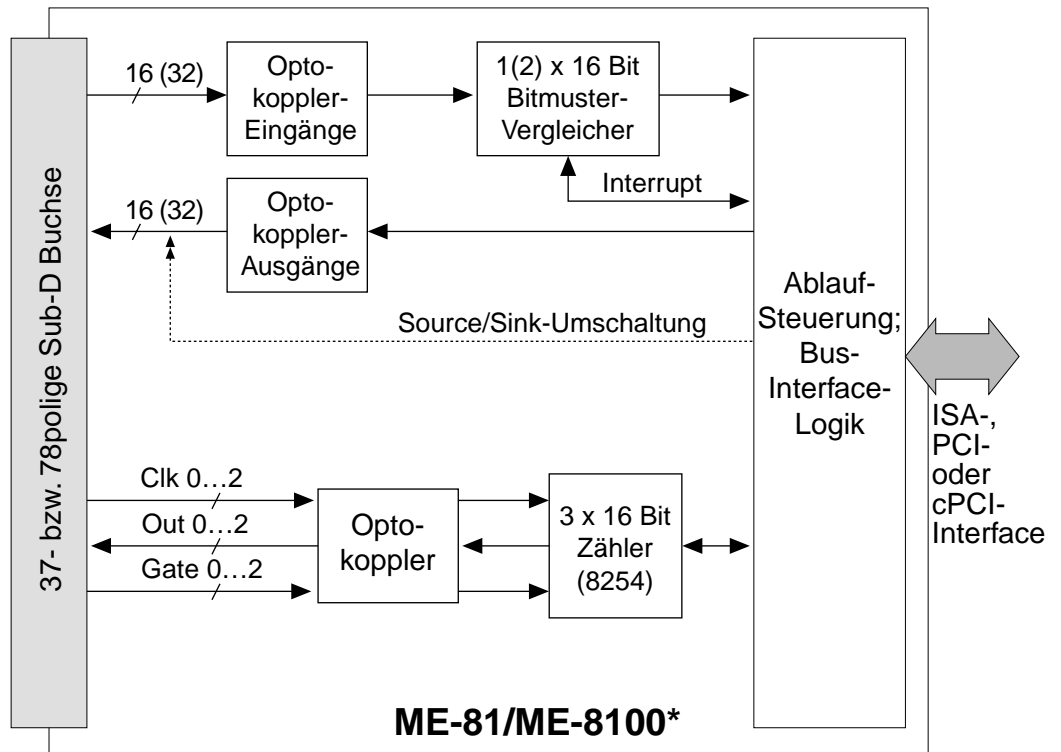 37- bzw. 78polige Sub-D Buchse
16 (32)
Opto-
koppler-
Eingänge
1(2) x 16 Bit
Bitmuster-
Vergleicher
Interrupt
16 (32)
Opto-
koppler-
Ausgänge
Source/Sink-Umschaltung
Ablauf-
Steuerung;
Bus-
Interface-
Logik
ISA-,
PCI-
oder
cPCI-
Interface
Clk 0…2
Out 0…2
Gate 0…2
Opto-
koppler
3 x 16 Bit
Zähler
(8254)
ME-81/ME-8100*